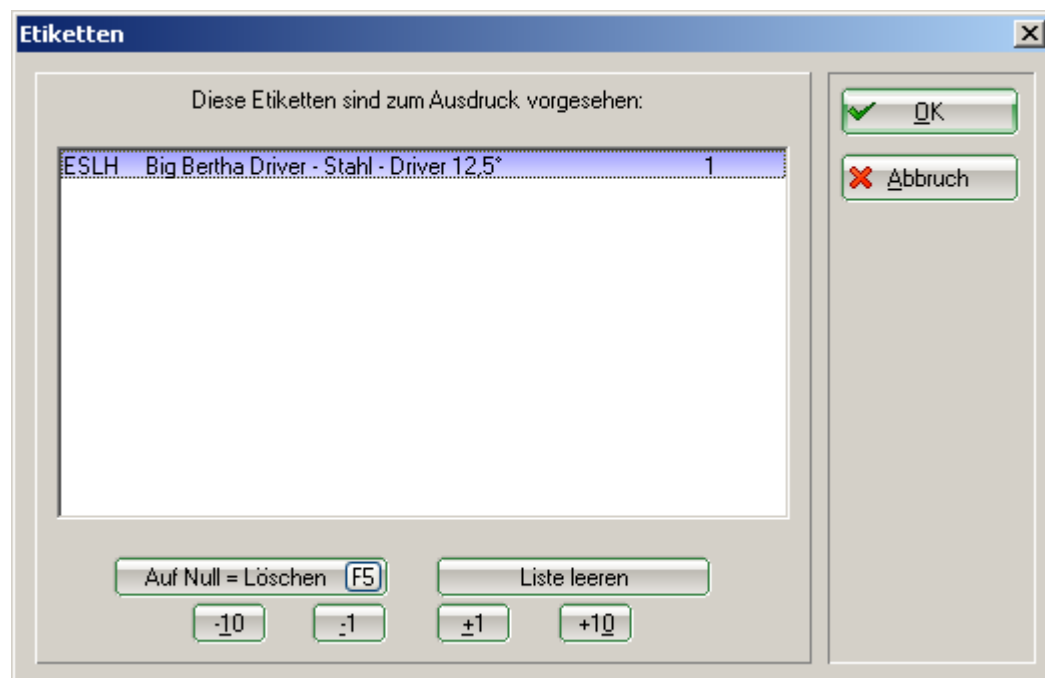 Etiketten
Diese Etiketten sind zum Ausdruck vorgesehen:
ESLH Big Bertha Driver - Stahl - Driver 12,5° 1
OK
Abbruch
Auf Null = Löschen F5 Liste leeren
-10 -1 +1 +10